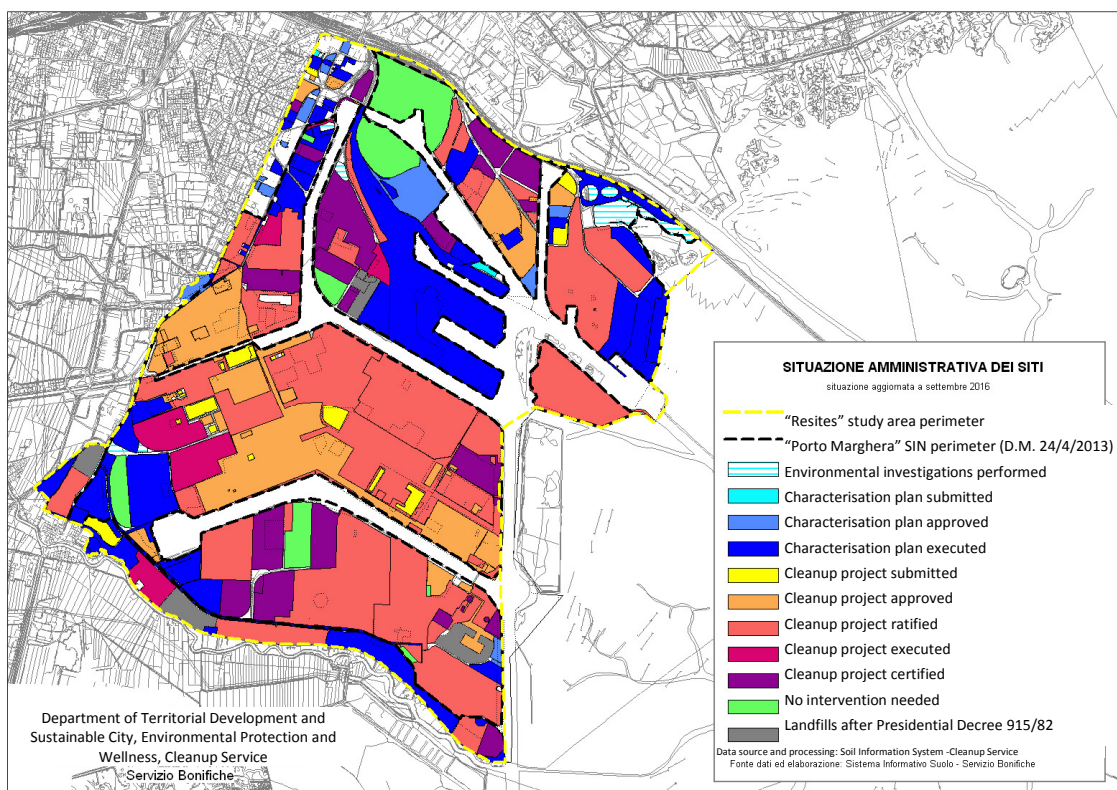 SITUAZIONE AMMINISTRATIVA DEI SITI
situazione aggiornata a settembre 2016
"Resites" study area perimeter
"Porto Marghera" SIN perimeter (D.M. 24/4/2013)
Environmental investigations performed
Characterisation plan submitted
Characterisation plan approved
Characterisation plan executed
Cleanup project submitted
Cleanup project approved
Cleanup project ratified
Cleanup project executed
Cleanup project certified
No intervention needed
Landfills after Presidential Decree 915/82
Data source and processing: Soil Information System -Cleanup Service
Fonte dati ed elaborazione: Sistema Informativo Suolo - Servizio Bonifiche
Department of Territorial Development and
Sustainable City, Environmental Protection and
Wellness, Cleanup Service
Servizio Bonifiche